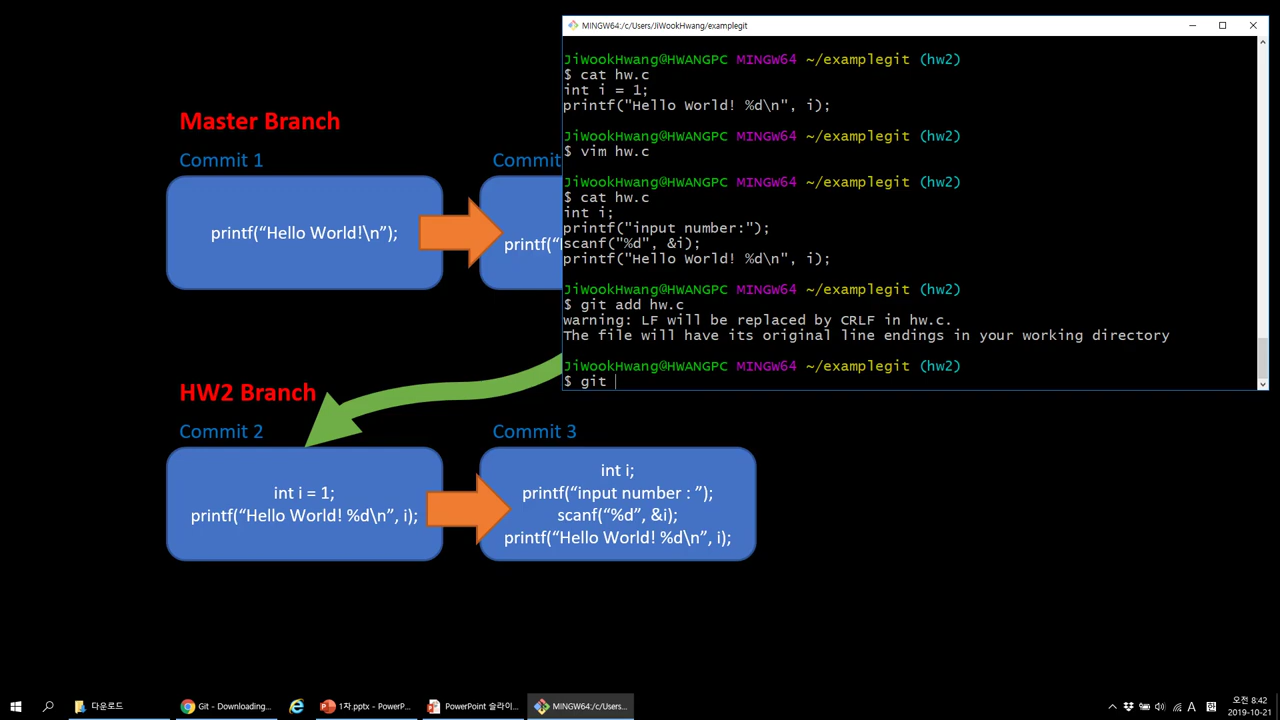 MINGW64:/c/Users/JiWookHwang/examplegit
JiWookHwang@HWANGPC MINGW64 ~/examplegit (hw2)
$ cat hw.c
int i = 1;
printf("Hello World! %d\n", i);
JiWookHwang@HWANGPC MINGW64 ~/examplegit (hw2)
$ vim hw.c
JiWookHwang@HWANGPC MINGW64 ~/examplegit (hw2)
$ cat hw.c
int i;
printf("input number:");
scanf("%d", &i);
printf("Hello World! %d\n", i);
JiWookHwang@HWANGPC MINGW64 ~/examplegit (hw2)
$ git add hw.c
warning: LF will be replaced by CRLF in hw.c.
The file will have its original line endings in your working directory
JiWookHwang@HWANGPC MINGW64 ~/examplegit (hw2)
$ git
Master Branch
Commit 1
printf(“Hello World!\n”);
Commit
printf(“
HW2 Branch
Commit 2
int i = 1;
printf(“Hello World! %d\n”, i);
Commit 3
int i;
printf(“input number : ”);
scanf(“%d”, &i);
printf(“Hello World! %d\n”, i);
다운로드
Git - Downloading...
1차.pptx - PowerP...
PowerPoint 슬라이...
MINGW64:/c/Users...
A
오전 8:42
2019-10-21